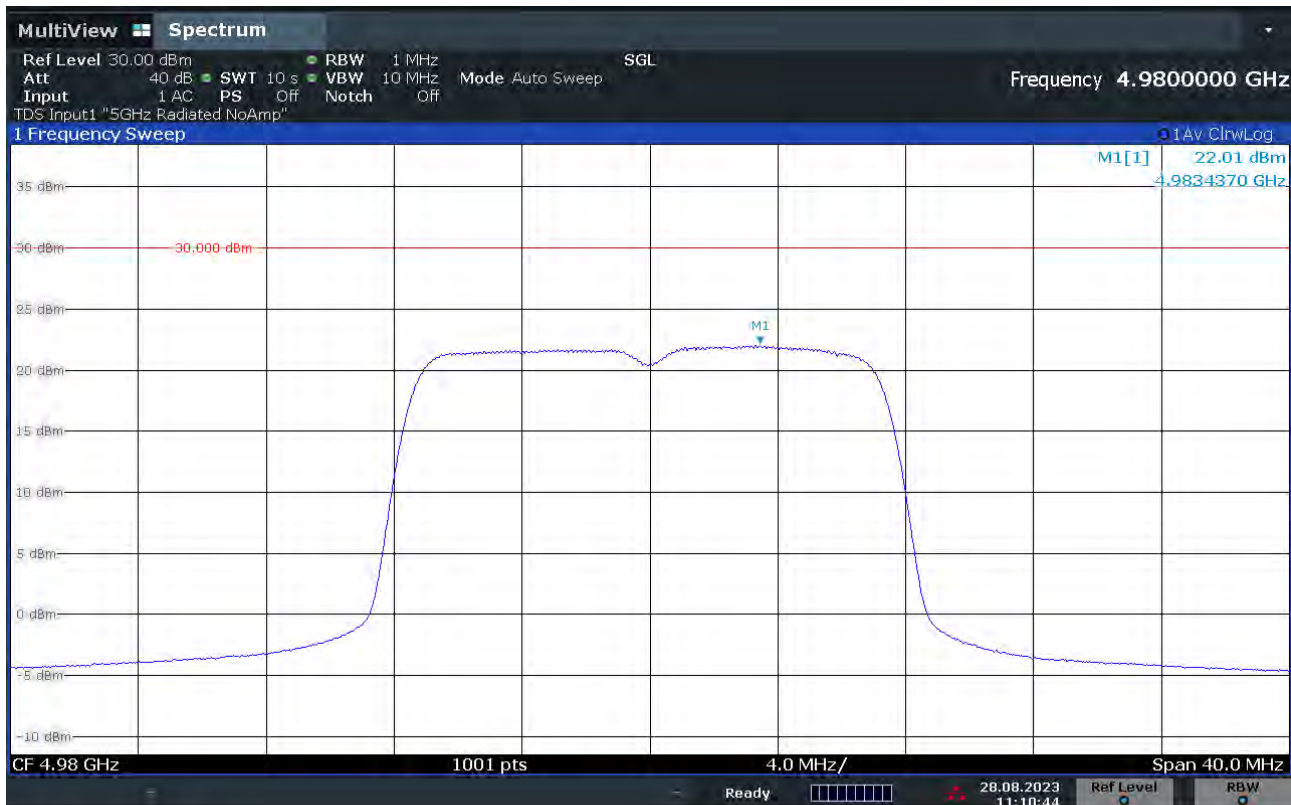 MultiView Spectrum
Ref Level 30.00 dBm RBW 1 MHz SGL
Att 40 dB SWT 10 s VBW 10 MHz Mode Auto Sweep Frequency 4.9800000 GHz
Input 1 AC PS Off Notch Off
TDS Input1 "5GHz Radiated NoAmp"
1 Frequency Sweep 1Av ClrwLog
M1[1] 22.01 dBm
4.9834370 GHz
35 dBm
30 dBm 30.000 dBm
25 dBm
M1
20 dBm
15 dBm
10 dBm
5 dBm
0 dBm
-5 dBm
-10 dBm
CF 4.98 GHz 1001 pts 4.0 MHz/ Span 40.0 MHz
Ready 28.08.2023 Ref Level RBW
11:10:44